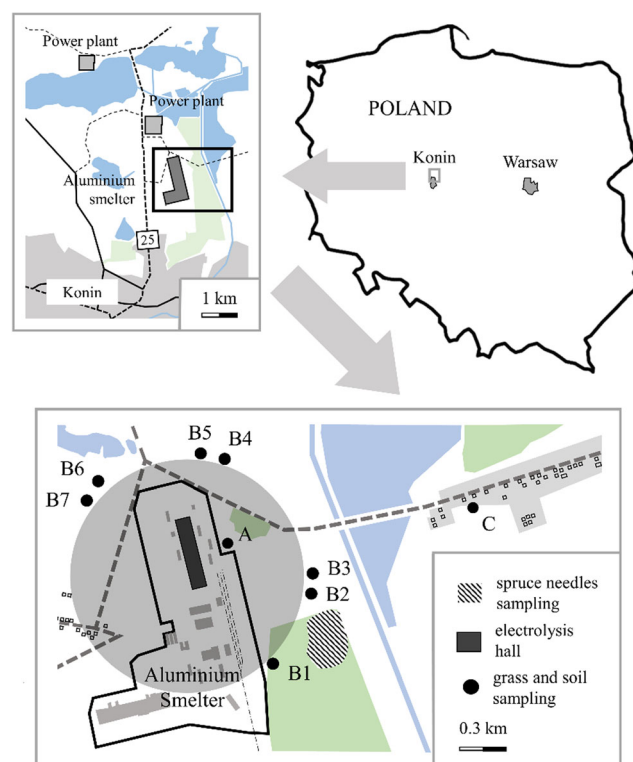 Power plant
Power plant
Aluminium
smelter
25
Konin
1 km
POLAND
Konin
Warsaw
B5
B4
B6
B7
A
C
B3
B2
B1
Aluminium
Smelter
spruce needles
sampling
electrolysis
hall
grass and soil
sampling
0.3 km